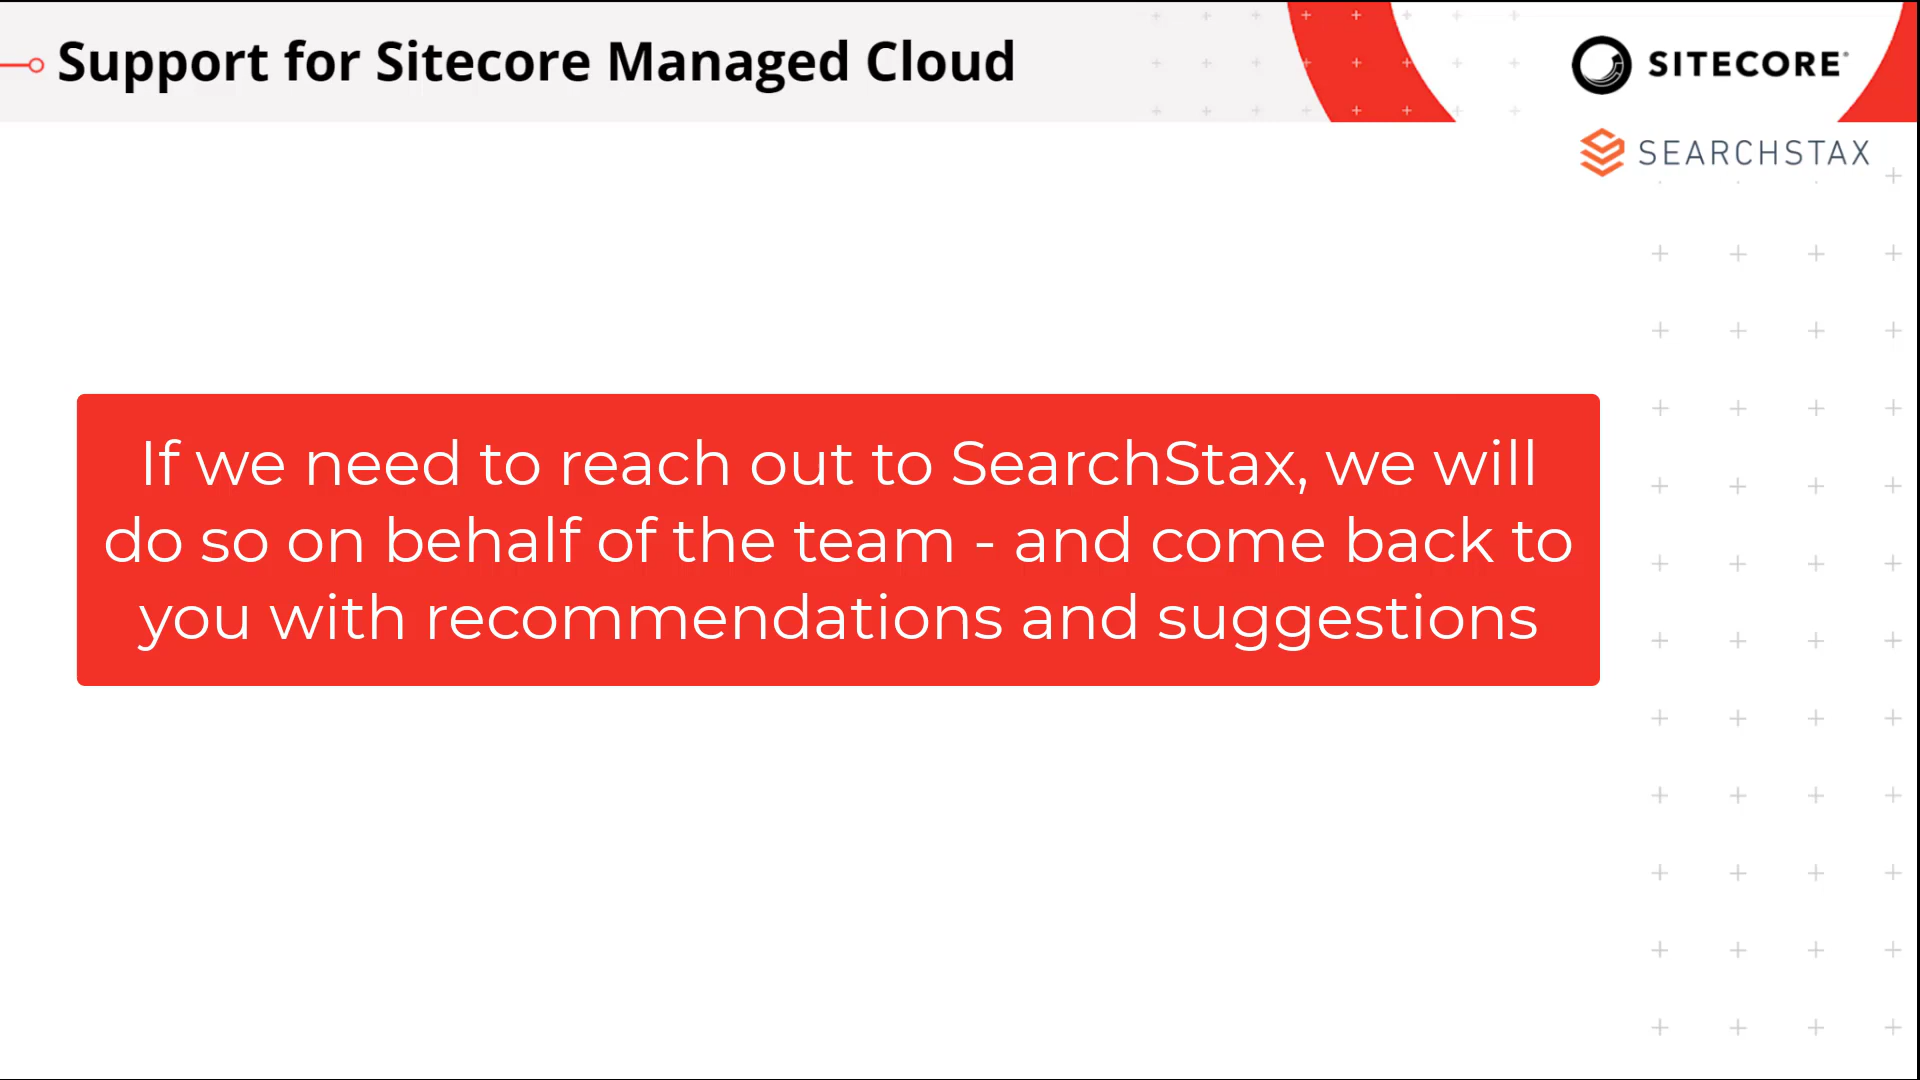 Support for Sitecore Managed Cloud
SITECORE
SEARCHSTAX
If we need to reach out to SearchStax, we will
do so on behalf of the team - and come back to
you with recommendations and suggestions